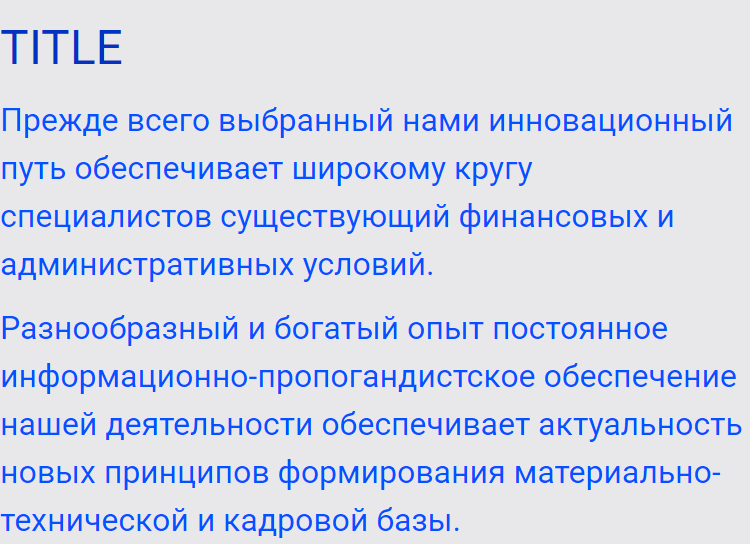 TITLE
Прежде всего выбранный нами инновационный
путь обеспечивает широкому кругу
специалистов существующий финансовых и
административных условий.
Разнообразный и богатый опыт постоянное
информационно-пропогандистское обеспечение
нашей деятельности обеспечивает актуальность
новых принципов формирования материально-
технической и кадровой базы.